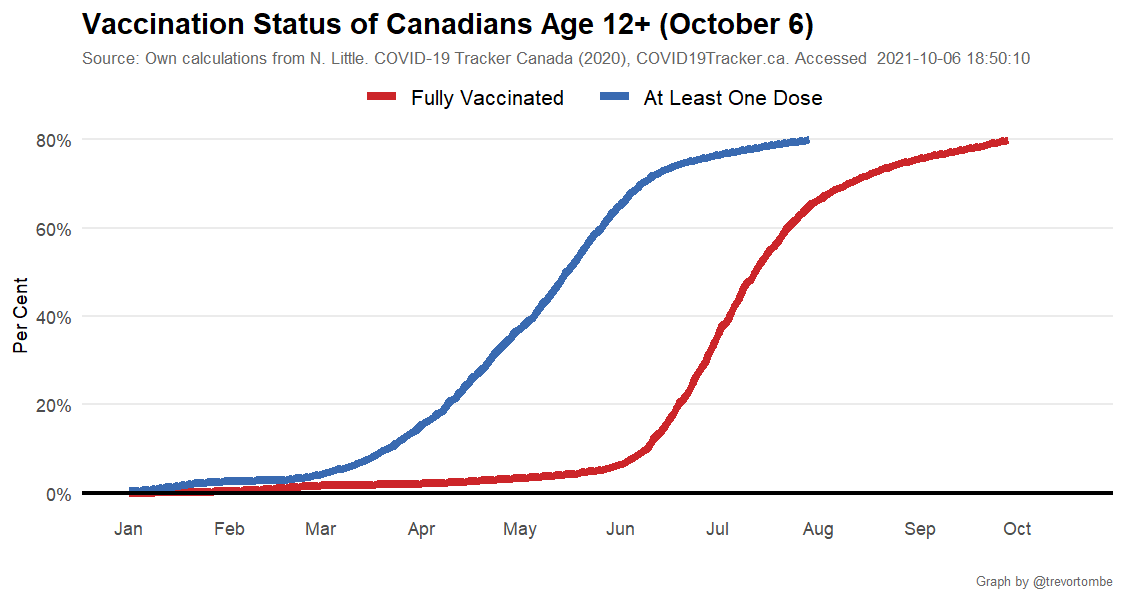 Vaccination Status of Canadians Age 12+ (October 6)
Source: Own calculations from N. Little. COVID-19 Tracker Canada (2020), COVID19Tracker.ca. Accessed  2021-10-06 18:50:10
Fully Vaccinated At Least One Dose
80%
60%
40%
20%
0%
Per Cent
Jan Feb Mar Apr May Jun Jul Aug Sep Oct
Graph by @trevortombe